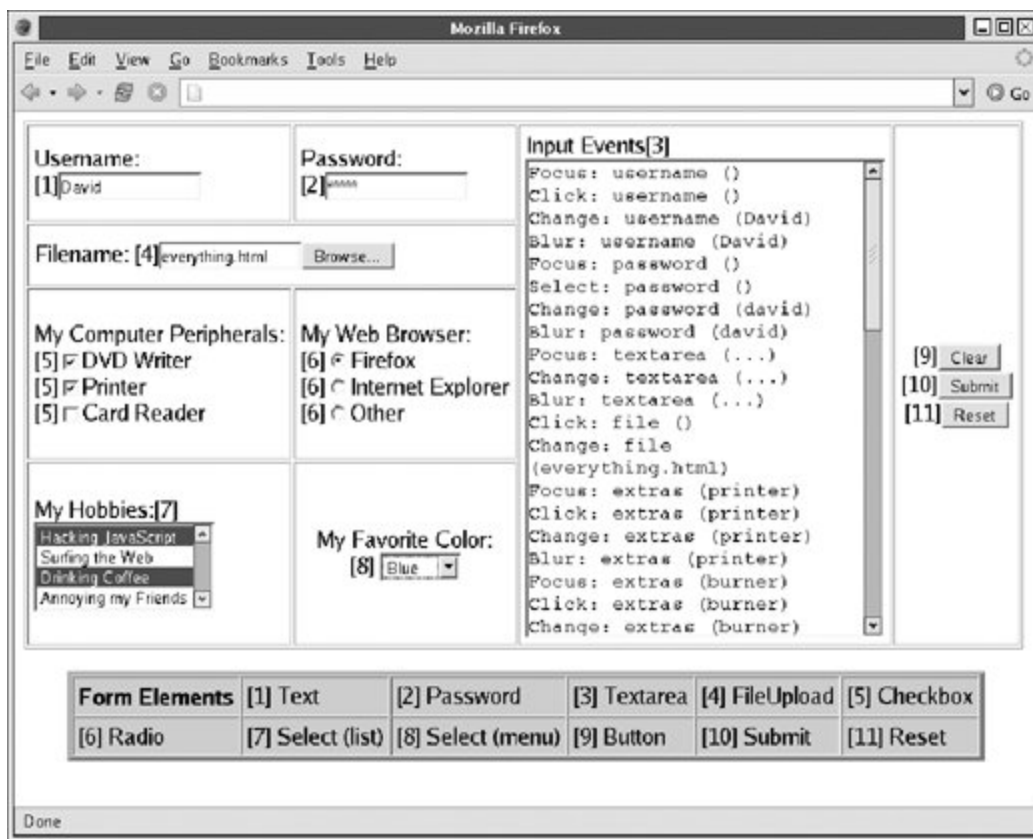 Mozilla Firefox
File Edit View Go Bookmarks Tools Help
Go
Username:
[1] David
Password:
[2] *****
Filename: [4] everything.html Browse...
My Computer Peripherals:
[5] DVD Writer
[5] Printer
[5] Card Reader
My Web Browser:
[6] Firefox
[6] Internet Explorer
[6] Other
My Hobbies:[7]
Hacking JavaScript
Surfing the Web
Drinking Coffee
Annoying my Friends
My Favorite Color:
[8] Blue
Input Events[3]
Focus: username ()
Click: username ()
Change: username (David)
Blur: username (David)
Focus: password ()
Select: password ()
Change: password (david)
Blur: password (david)
Focus: textarea (...)
Change: textarea (...)
Blur: textarea (...)
Click: file ()
Change: file
(everything.html)
Focus: extras (printer)
Click: extras (printer)
Change: extras (printer)
Blur: extras (printer)
Focus: extras (burner)
Click: extras (burner)
Change: extras (burner)
[9] Clear
[10] Submit
[11] Reset
Form Elements [1] Text [2] Password [3] Textarea [4] FileUpload [5] Checkbox
[6] Radio [7] Select (list) [8] Select (menu) [9] Button [10] Submit [11] Reset
Done